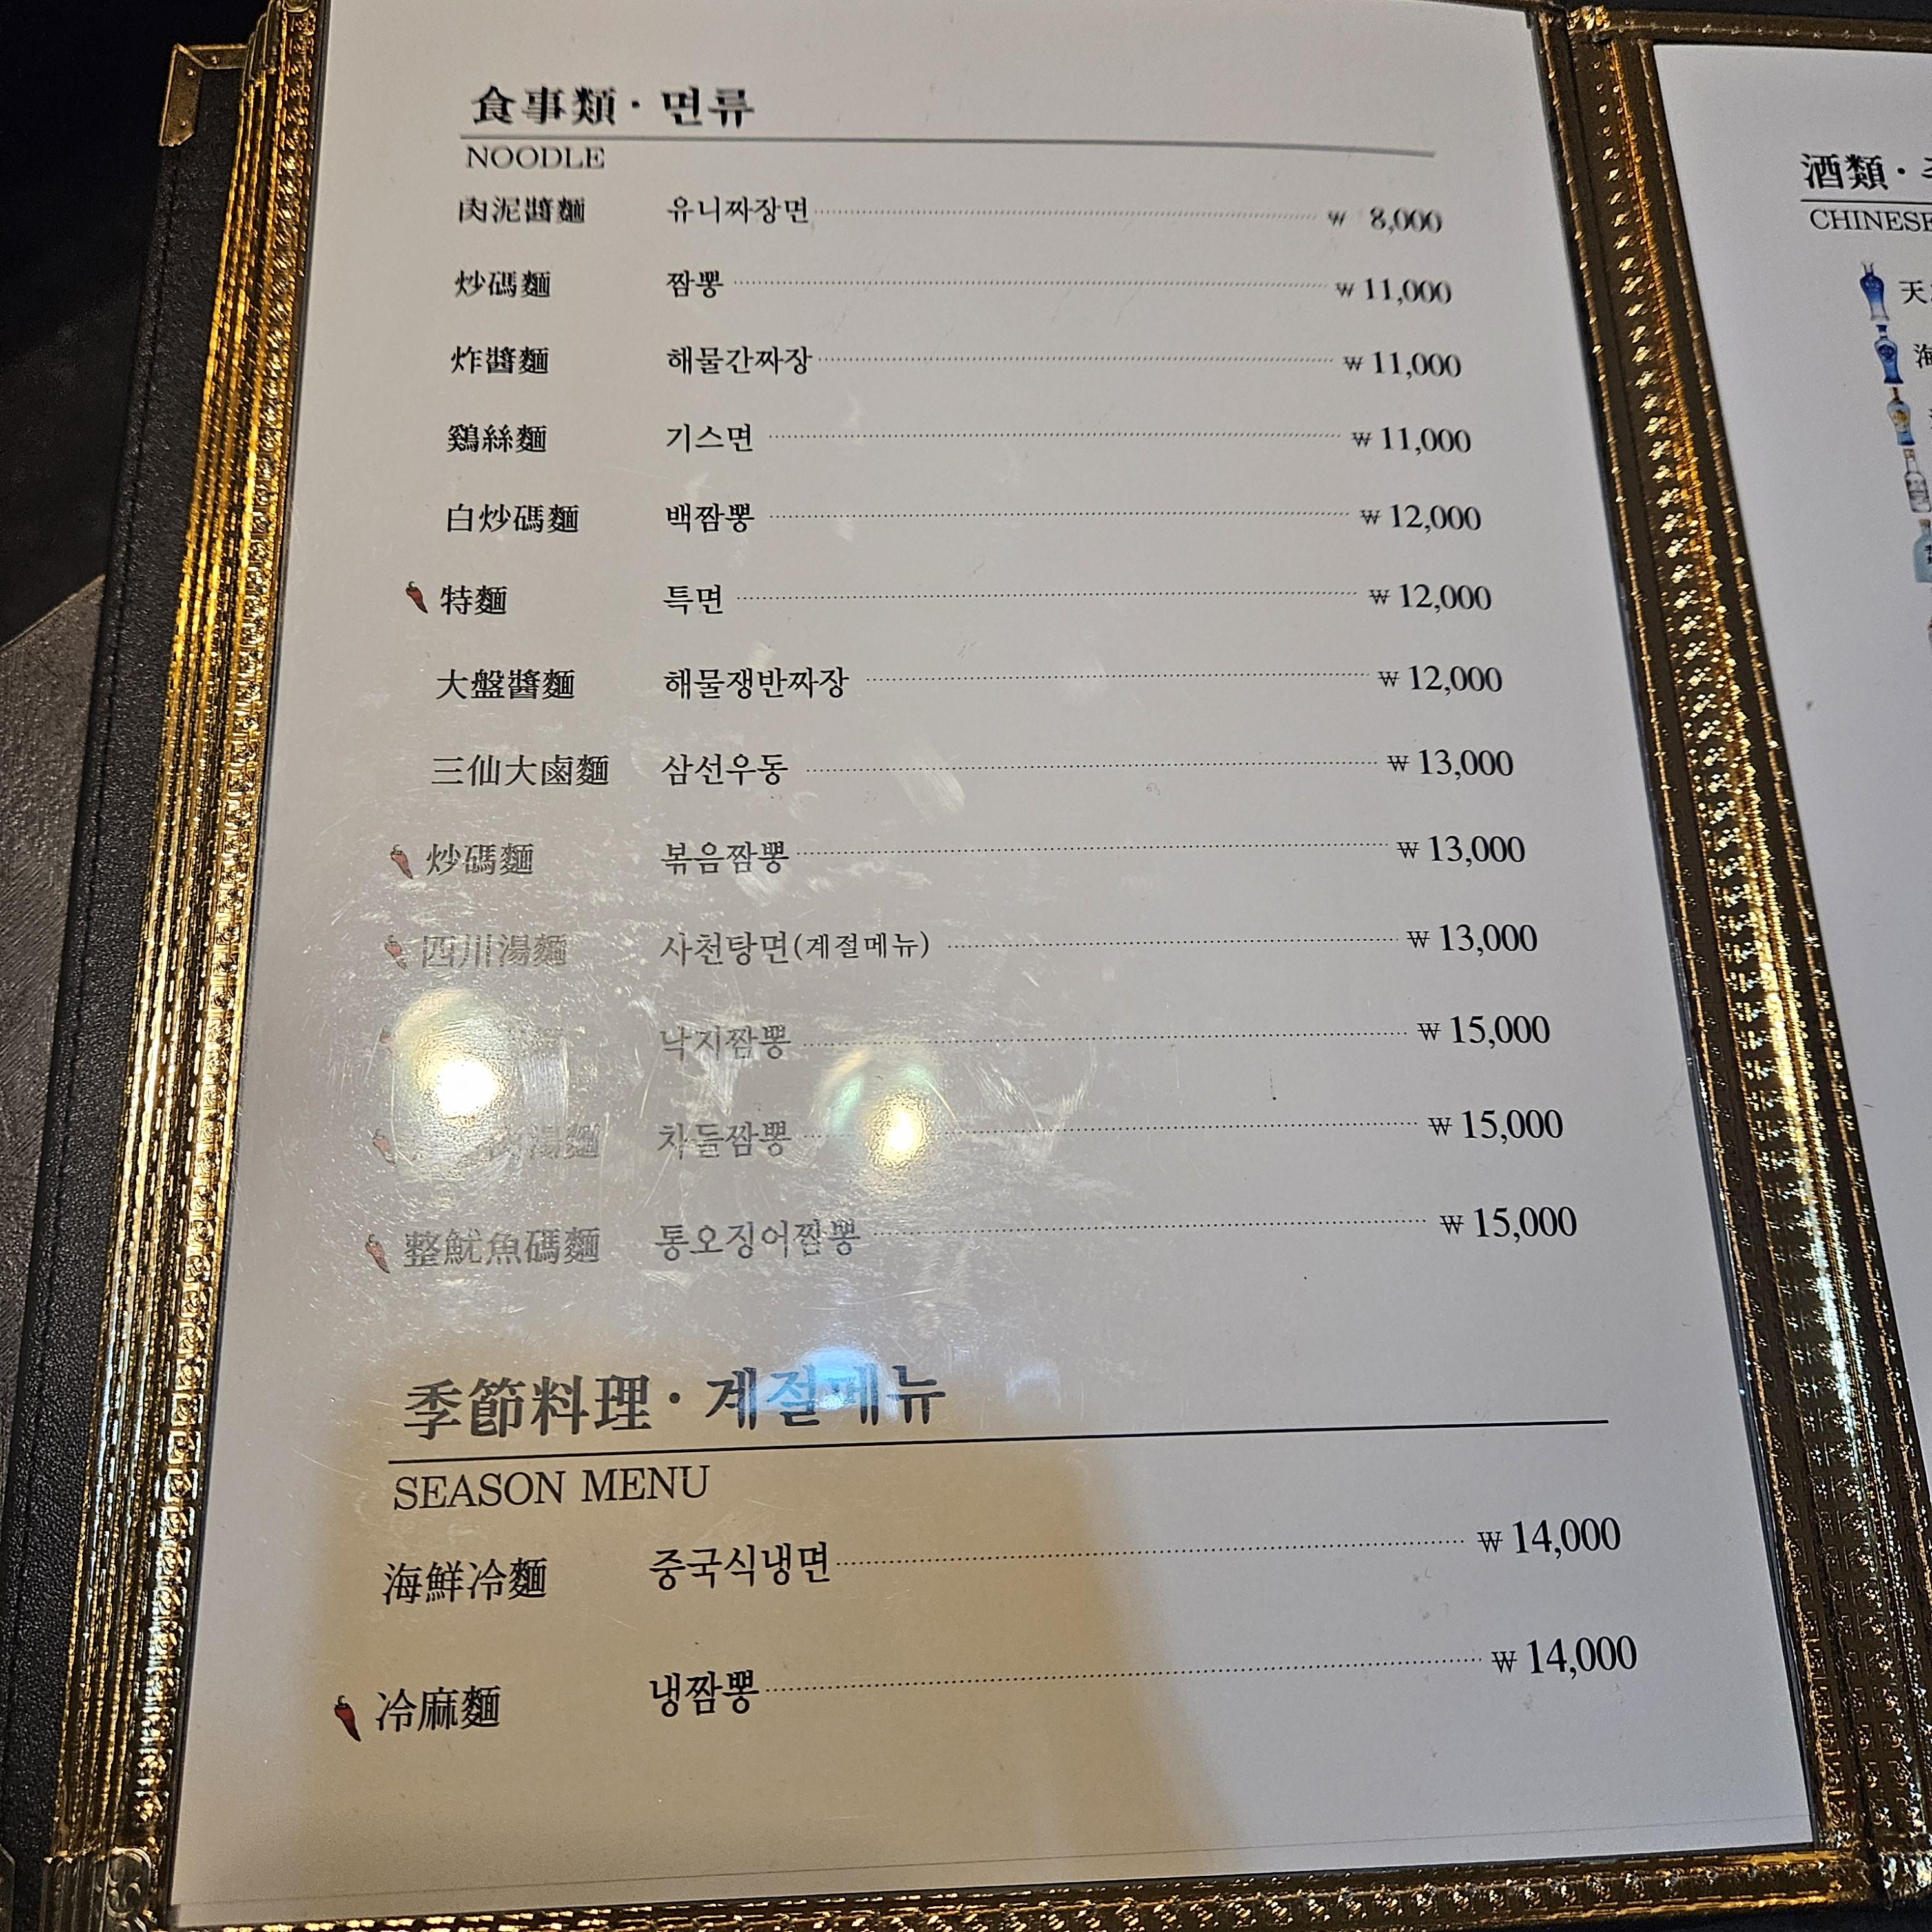 食事類 · 면류
NOODLE
肉泥醬麵 유니짜장면 ₩ 8,000
炒碼麵 짬뽕 ₩ 11,000
炸醬麵 해물간짜장 ₩ 11,000
鷄絲麵 기스면 ₩ 11,000
白炒碼麵 백짬뽕 ₩ 12,000
特麵 특면 ₩ 12,000
大盤醬麵 해물쟁반짜장 ₩ 12,000
三仙大鹵麵 삼선우동 ₩ 13,000
炒碼麵 볶음짬뽕 ₩ 13,000
四川湯麵 사천탕면(계절메뉴) ₩ 13,000
낙지짬뽕 ₩ 15,000
차돌짬뽕 ₩ 15,000
整魷魚碼麵 통오징어짬뽕 ₩ 15,000
季節料理 · 계절메뉴
SEASON MENU
海鮮冷麵 중국식냉면 ₩ 14,000
冷麻麵 냉짬뽕 ₩ 14,000
酒類 ·
CHINESE
天
海